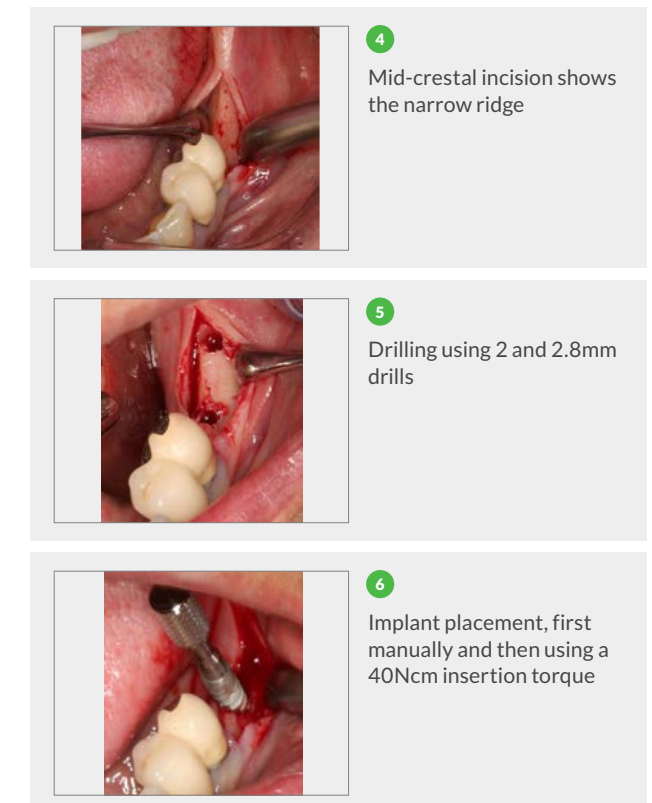 4
Mid-crestal incision shows
the narrow ridge
5
Drilling using 2 and 2.8mm
drills
6
Implant placement, first
manually and then using a
40Ncm insertion torque